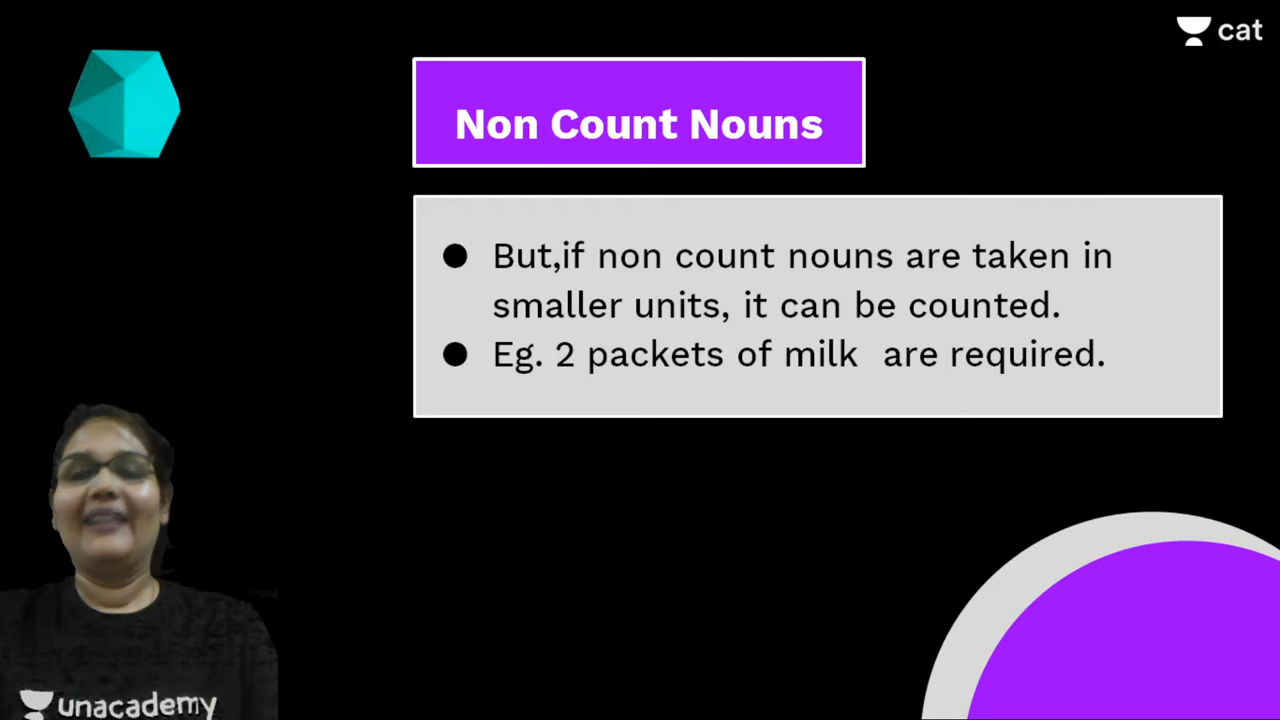 cat
Non Count Nouns
● But,if non count nouns are taken in
smaller units, it can be counted.
● Eg. 2 packets of milk  are required.
unacademy